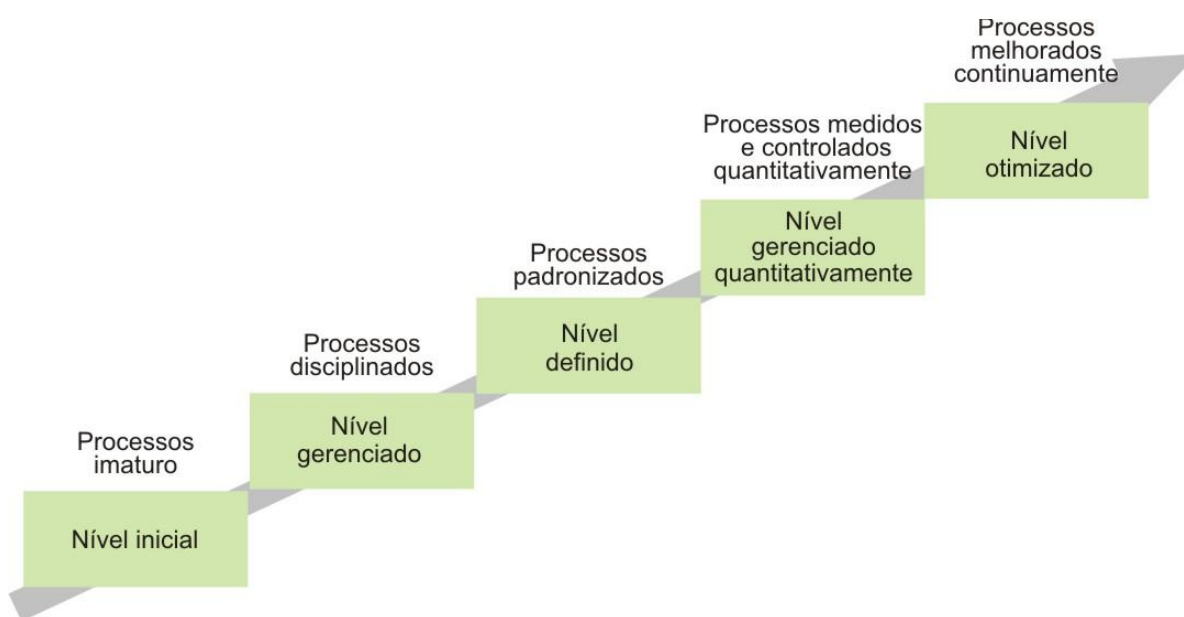 Processos
melhorados
continuamente
Nível
otimizado
Processos medidos
e controlados
quantitativamente
Nível
gerenciado
quantitativamente
Processos
padronizados
Nível
definido
Processos
disciplinados
Nível
gerenciado
Processos
imaturo
Nível inicial